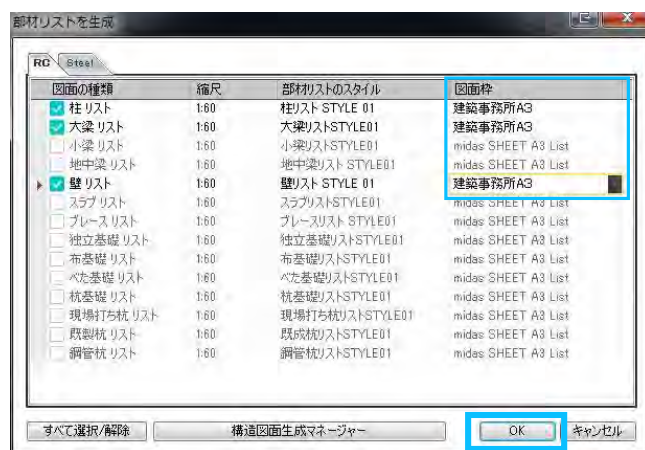 部材リストを生成
RC Steel
図面の種類 縮尺 部材リストのスタイル 図面枠
柱 リスト 1:60 柱リスト STYLE 01 建築事務所A3
大梁 リスト 1:60 大梁リストSTYLE01 建築事務所A3
小梁 リスト 1:60 小梁リストSTYLE01 midas SHEET A3 List
地中梁 リスト 1:60 地中梁リスト STYLE01 midas SHEET A3 List
壁 リスト 1:60 壁リスト STYLE 01 建築事務所A3
スラブ リスト 1:60 スラブリストSTYLE01 midas SHEET A3 List
ブレース リスト 1:60 ブレースリスト STYLE01 midas SHEET A3 List
独立基礎 リスト 1:60 独立基礎リストSTYLE01 midas SHEET A3 List
布基礎 リスト 1:60 布基礎リストSTYLE01 midas SHEET A3 List
べた基礎 リスト 1:60 べた基礎リストSTYLE01 midas SHEET A3 List
杭基礎 リスト 1:60 杭基礎リストSTYLE01 midas SHEET A3 List
現場打ち杭 リスト 1:60 現場打ち杭リストSTYLE01 midas SHEET A3 List
既製杭 リスト 1:60 既成杭リストSTYLE01 midas SHEET A3 List
鋼管杭 リスト 1:60 鋼管杭リストSTYLE01 midas SHEET A3 List
すべて選択/解除 構造図面生成マネージャー OK キャンセル